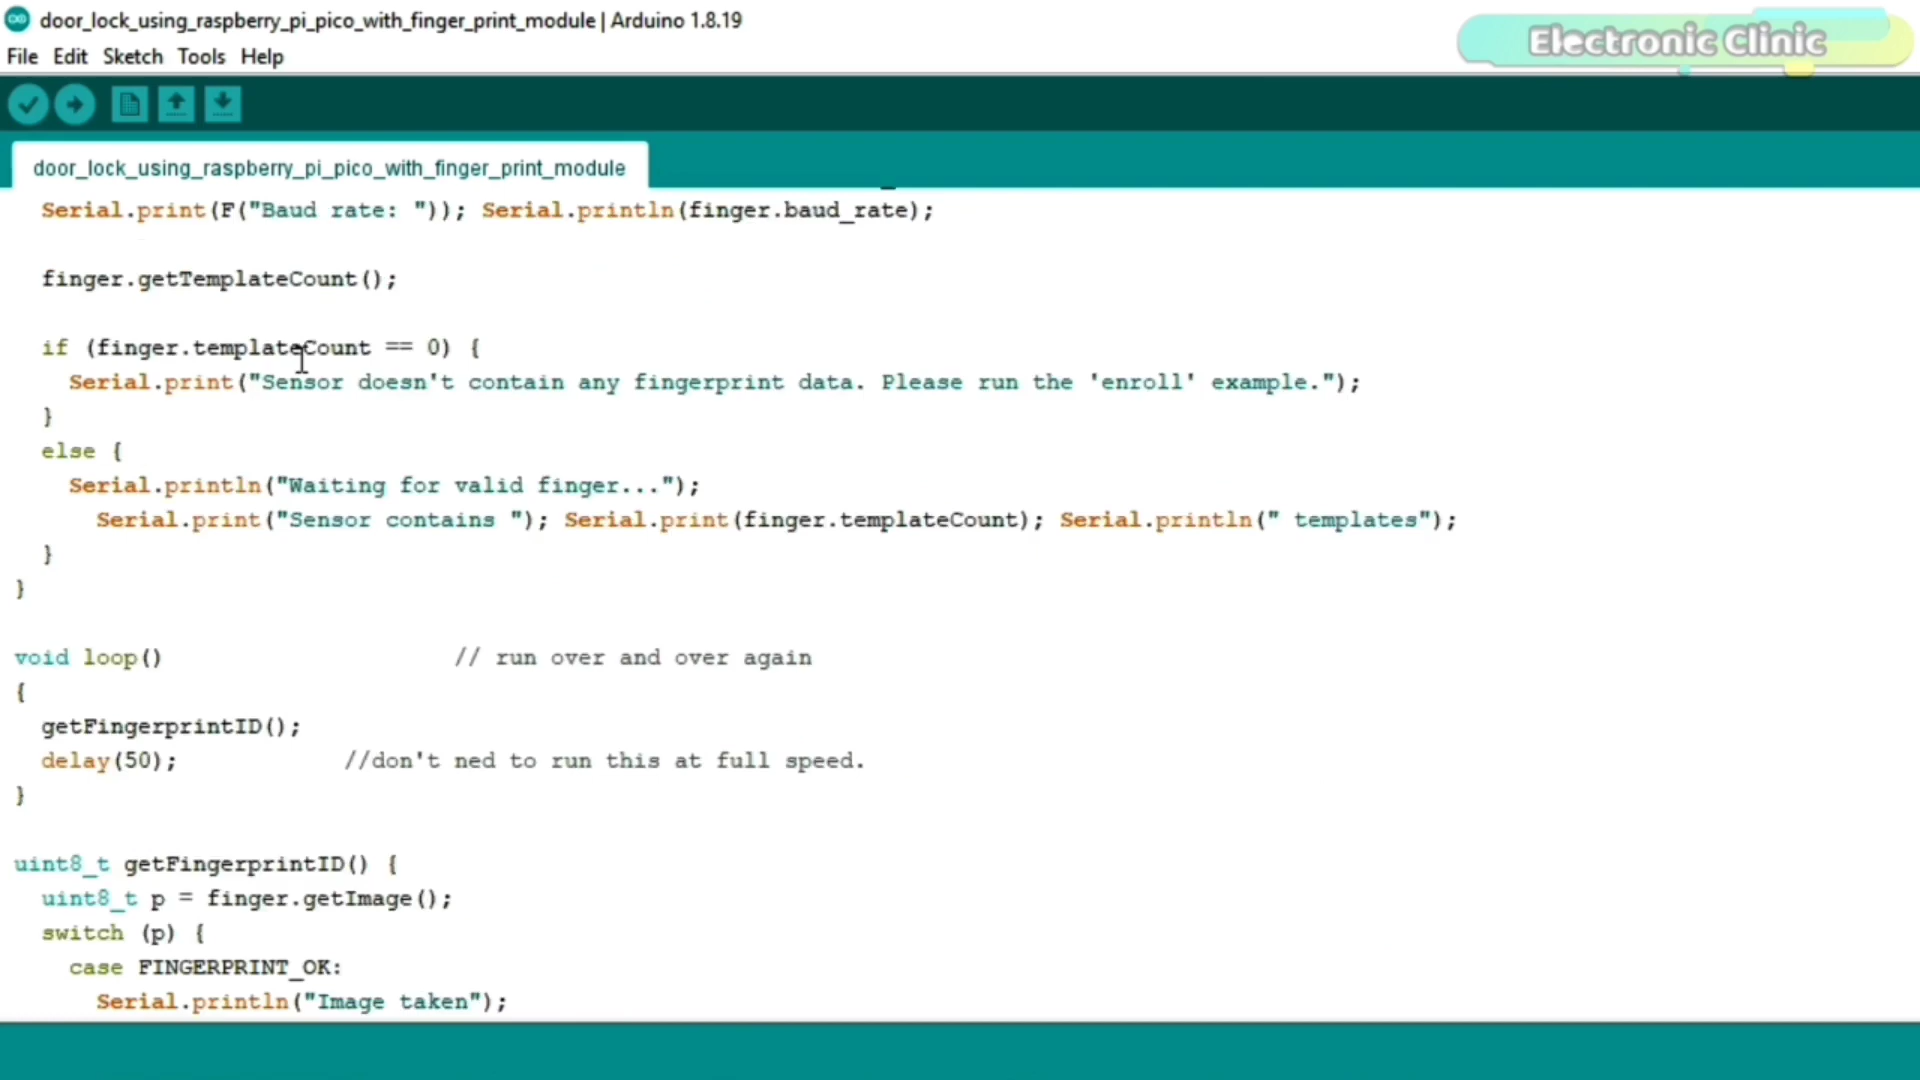 door_lock_using_raspberry_pi_pico_with_finger_print_module | Arduino 1.8.19
Electronic Clinic
File Edit Sketch Tools Help
door_lock_using_raspberry_pi_pico_with_finger_print_module
Serial.print(F("Baud rate: ")); Serial.println(finger.baud_rate);
finger.getTemplateCount();
if (finger.templateCount == 0) {
Serial.print("Sensor doesn't contain any fingerprint data. Please run the 'enroll' example.");
}
else {
Serial.println("Waiting for valid finger...");
Serial.print("Sensor contains "); Serial.print(finger.templateCount); Serial.println(" templates");
}
}
void loop() // run over and over again
{
getFingerprintID();
delay(50); //don't ned to run this at full speed.
}
uint8_t getFingerprintID() {
uint8_t p = finger.getImage();
switch (p) {
case FINGERPRINT_OK:
Serial.println("Image taken");